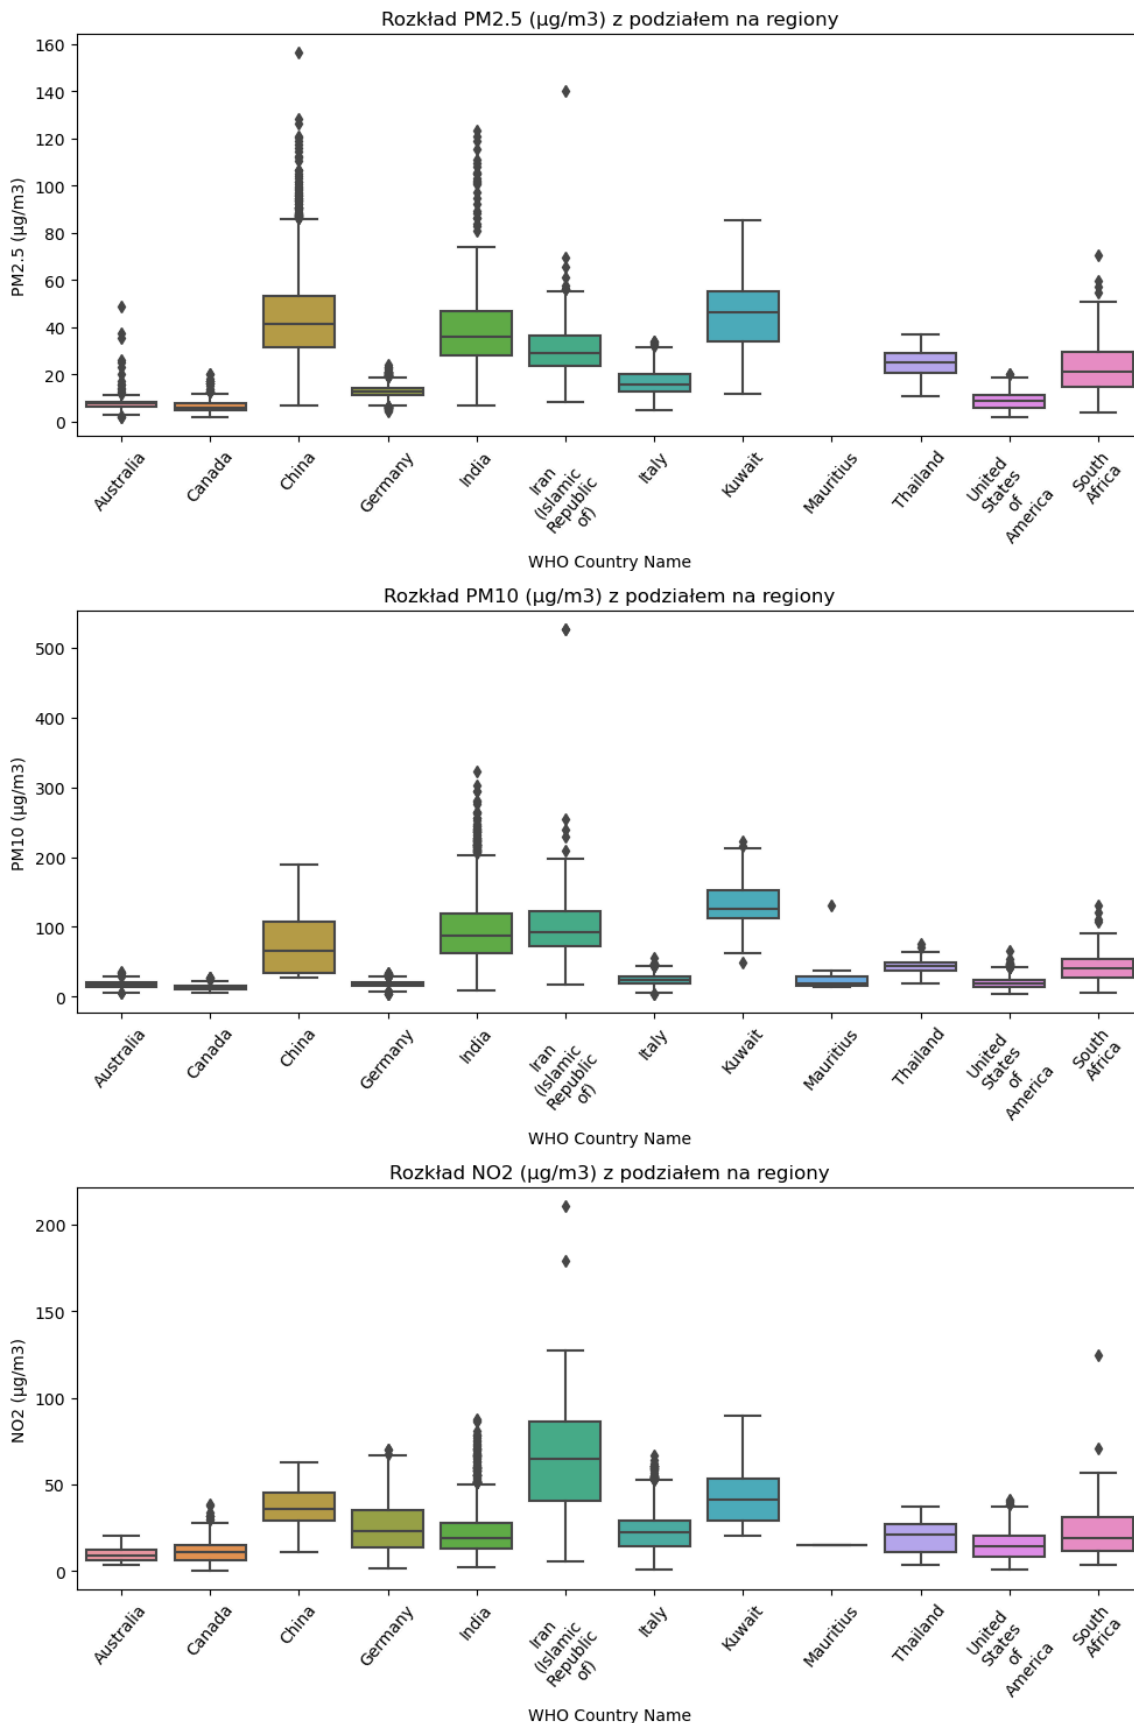 Rozkład PM2.5 (µg/m3) z podziałem na regiony
160
140
120
100
80
60
40
20
0
PM2.5 (µg/m3)
Australia
Canada
China
Germany
India
Iran
(Islamic
Republic
of)
Italy
Kuwait
Mauritius
Thailand
United
States
of
America
South
Africa
WHO Country Name
Rozkład PM10 (µg/m3) z podziałem na regiony
500
400
300
200
100
0
PM10 (µg/m3)
Australia
Canada
China
Germany
India
Iran
(Islamic
Republic
of)
Italy
Kuwait
Mauritius
Thailand
United
States
of
America
South
Africa
WHO Country Name
Rozkład NO2 (µg/m3) z podziałem na regiony
200
150
100
50
0
NO2 (µg/m3)
Australia
Canada
China
Germany
India
Iran
(Islamic
Republic
of)
Italy
Kuwait
Mauritius
Thailand
United
States
of
America
South
Africa
WHO Country Name